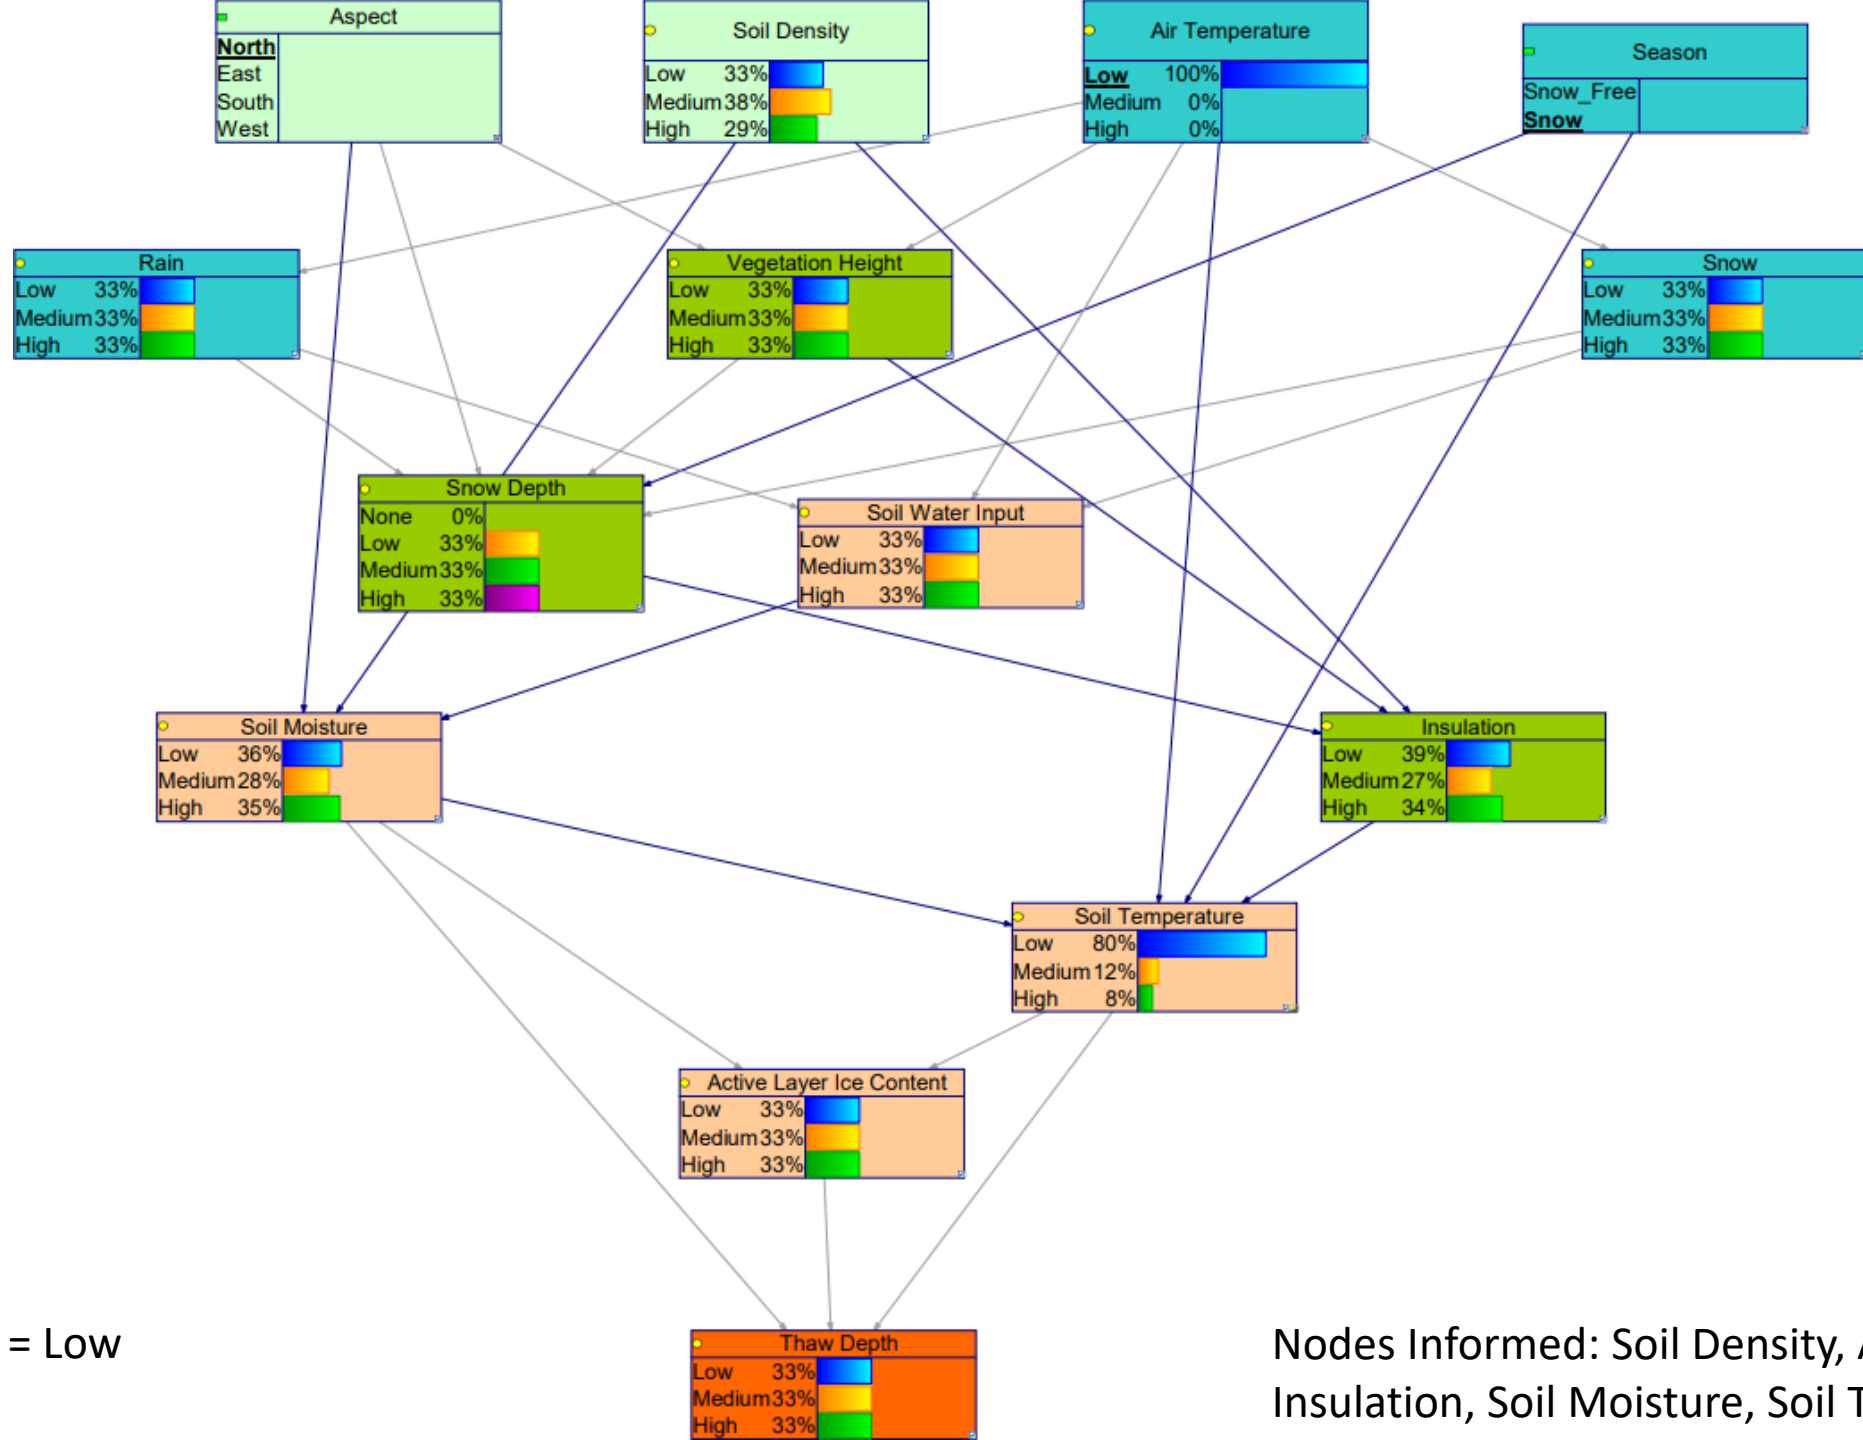 Aspect
North
East
South
West
Soil Density
Low 33%
Medium 38%
High 29%
Air Temperature
Low 100%
Medium 0%
High 0%
Season
Snow_Free
Snow
Rain
Low 33%
Medium 33%
High 33%
Vegetation Height
Low 33%
Medium 33%
High 33%
Snow
Low 33%
Medium 33%
High 33%
Snow Depth
None 0%
Low 33%
Medium 33%
High 33%
Soil Water Input
Low 33%
Medium 33%
High 33%
Soil Moisture
Low 36%
Medium 28%
High 35%
Insulation
Low 39%
Medium 27%
High 34%
Soil Temperature
Low 80%
Medium 12%
High 8%
Active Layer Ice Content
Low 33%
Medium 33%
High 33%
Thaw Depth
Low 33%
Medium 33%
High 33%
= Low
Nodes Informed: Soil Density,
Insulation, Soil Moisture, Soil